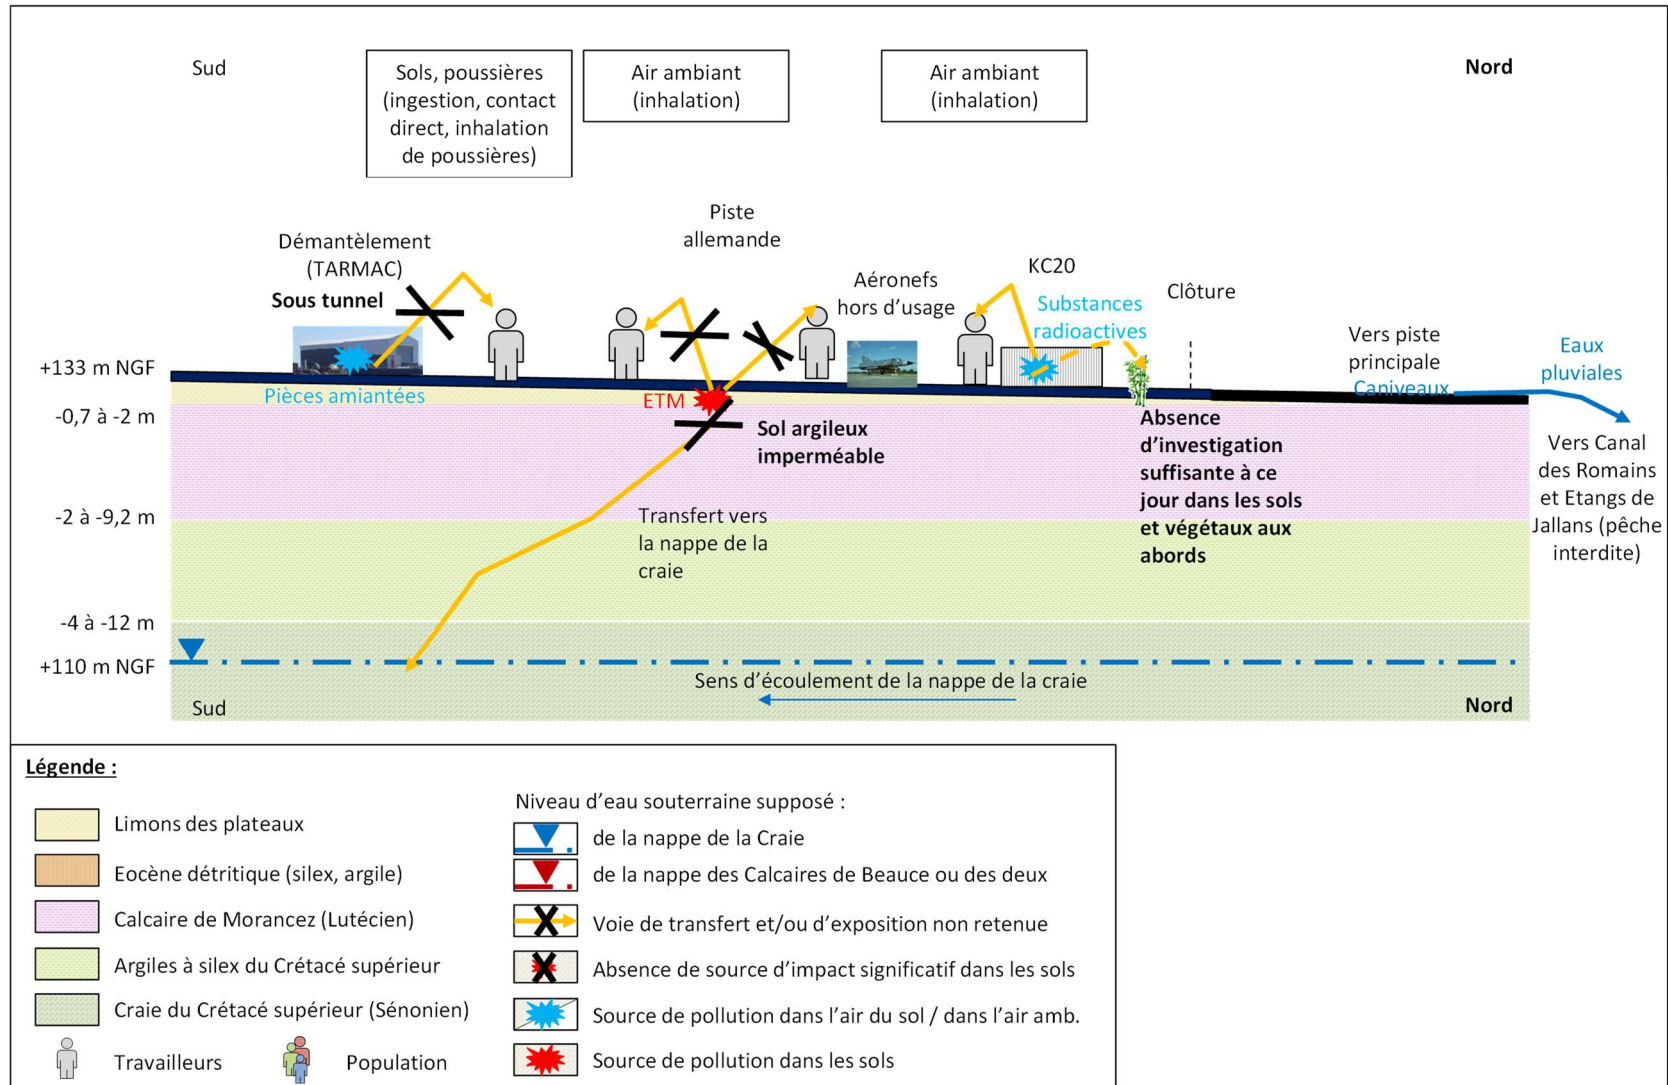 Sud
Nord
Sols, poussières
(ingestion, contact
direct, inhalation
de poussières)
Air ambiant
(inhalation)
Air ambiant
(inhalation)
Piste
allemande
Démantèlement
(TARMAC)
Sous tunnel
Aéronefs
hors d’usage
KC20
Substances
radioactives
Clôture
Vers piste
principale
Caniveaux
Eaux
pluviales
+133 m NGF
Pièces amiantées
ETM
-0,7 à -2 m
Sol argileux
imperméable
Absence
d’investigation
suffisante à ce
jour dans les sols
et végétaux aux
abords
Vers Canal
des Romains
et Etangs de
Jallans (pêche
interdite)
-2 à -9,2 m
Transfert vers
la nappe de la
craie
-4 à -12 m
+110 m NGF
Sens d’écoulement de la nappe de la craie
Sud
Nord
Légende :
Limons des plateaux
Eocène détritique (silex, argile)
Calcaire de Morancez (Lutécien)
Argiles à silex du Crétacé supérieur
Craie du Crétacé supérieur (Sénonien)
Travailleurs
Population
Niveau d’eau souterraine supposé :
de la nappe de la Craie
de la nappe des Calcaires de Beauce ou des deux
Voie de transfert et/ou d’exposition non retenue
Absence de source d’impact significatif dans les sols
Source de pollution dans l’air du sol / dans l’air amb.
Source de pollution dans les sols